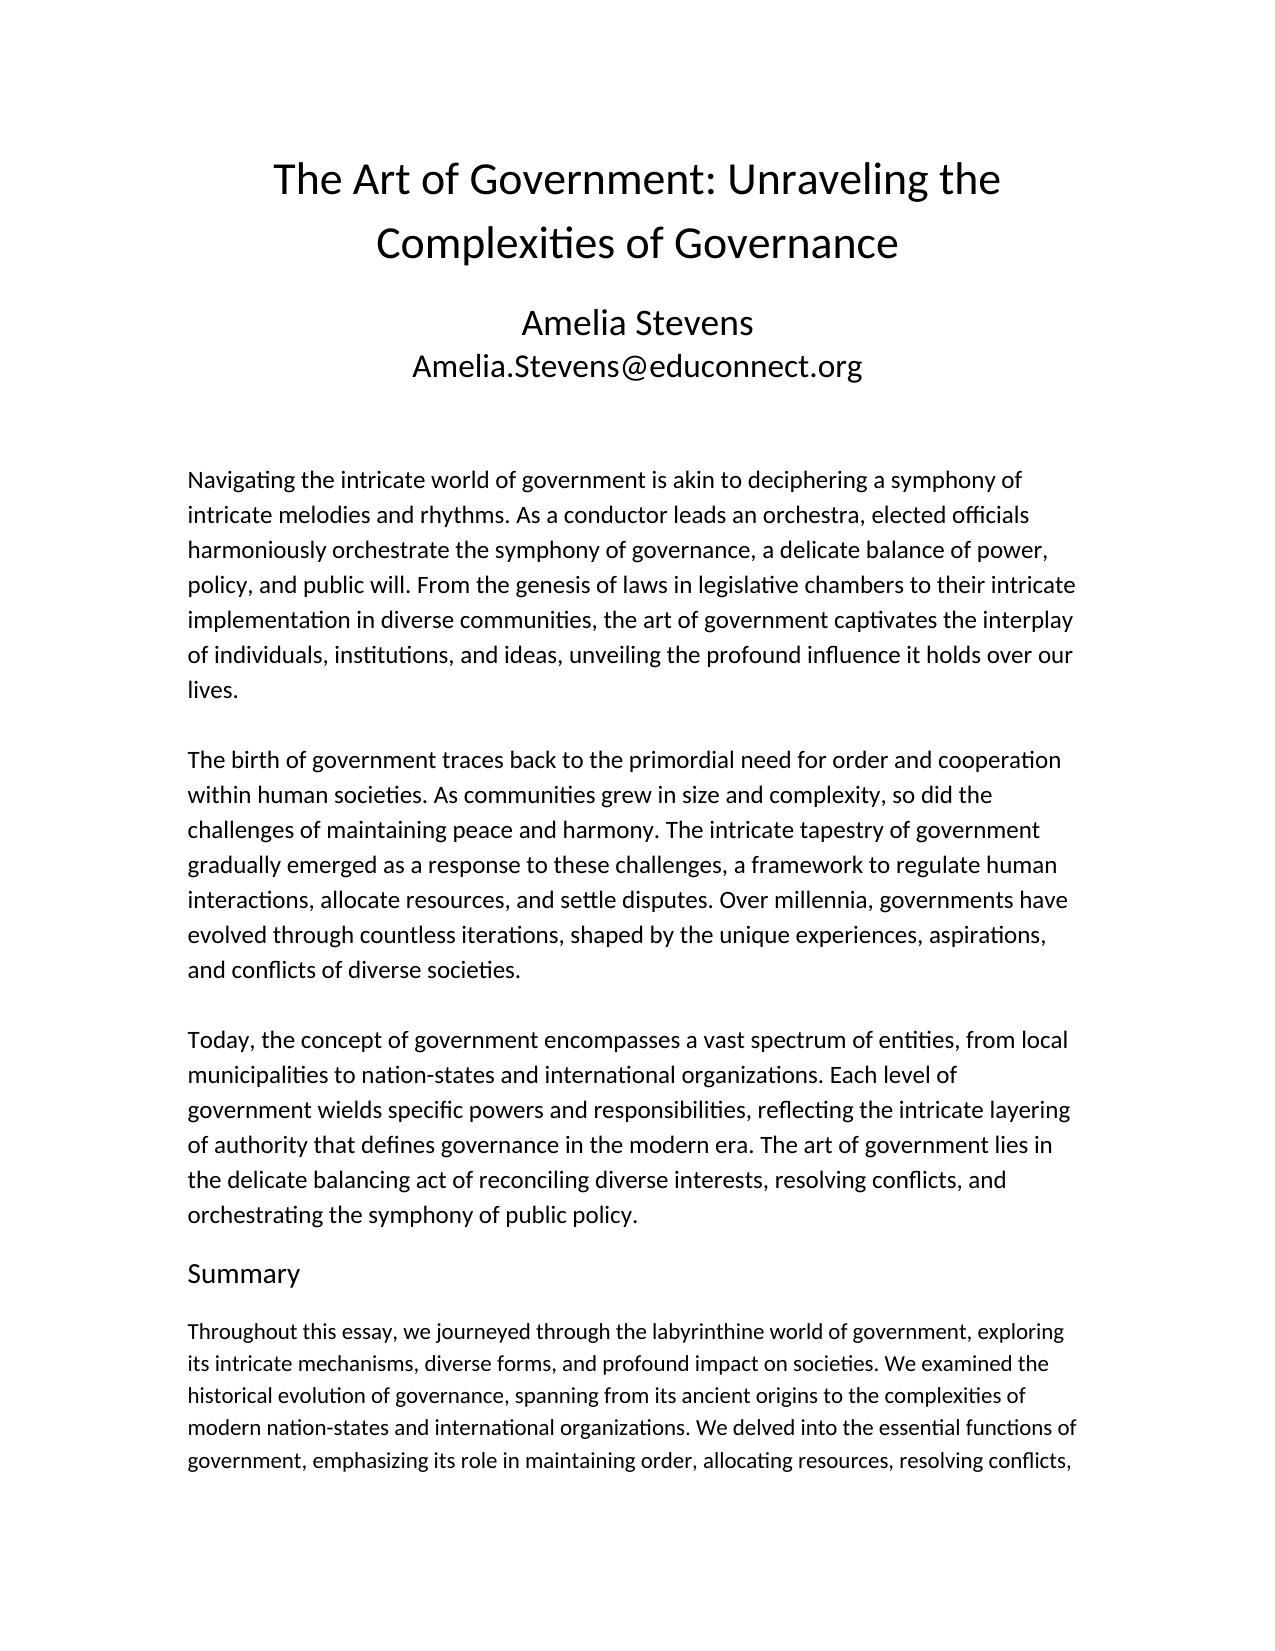 The Art of Government: Unraveling the
Complexities of Governance
Amelia Stevens
Amelia.Stevens@educonnect.org
Navigating the intricate world of government is akin to deciphering a symphony of
intricate melodies and rhythms. As a conductor leads an orchestra, elected officials
harmoniously orchestrate the symphony of governance, a delicate balance of power,
policy, and public will. From the genesis of laws in legislative chambers to their intricate
implementation in diverse communities, the art of government captivates the interplay
of individuals, institutions, and ideas, unveiling the profound influence it holds over our
lives.
The birth of government traces back to the primordial need for order and cooperation
within human societies. As communities grew in size and complexity, so did the
challenges of maintaining peace and harmony. The intricate tapestry of government
gradually emerged as a response to these challenges, a framework to regulate human
interactions, allocate resources, and settle disputes. Over millennia, governments have
evolved through countless iterations, shaped by the unique experiences, aspirations,
and conflicts of diverse societies.
Today, the concept of government encompasses a vast spectrum of entities, from local
municipalities to nation-states and international organizations. Each level of
government wields specific powers and responsibilities, reflecting the intricate layering
of authority that defines governance in the modern era. The art of government lies in
the delicate balancing act of reconciling diverse interests, resolving conflicts, and
orchestrating the symphony of public policy.
Summary
Throughout this essay, we journeyed through the labyrinthine world of government, exploring
its intricate mechanisms, diverse forms, and profound impact on societies. We examined the
historical evolution of governance, spanning from its ancient origins to the complexities of
modern nation-states and international organizations. We delved into the essential functions of
government, emphasizing its role in maintaining order, allocating resources, resolving conflicts,